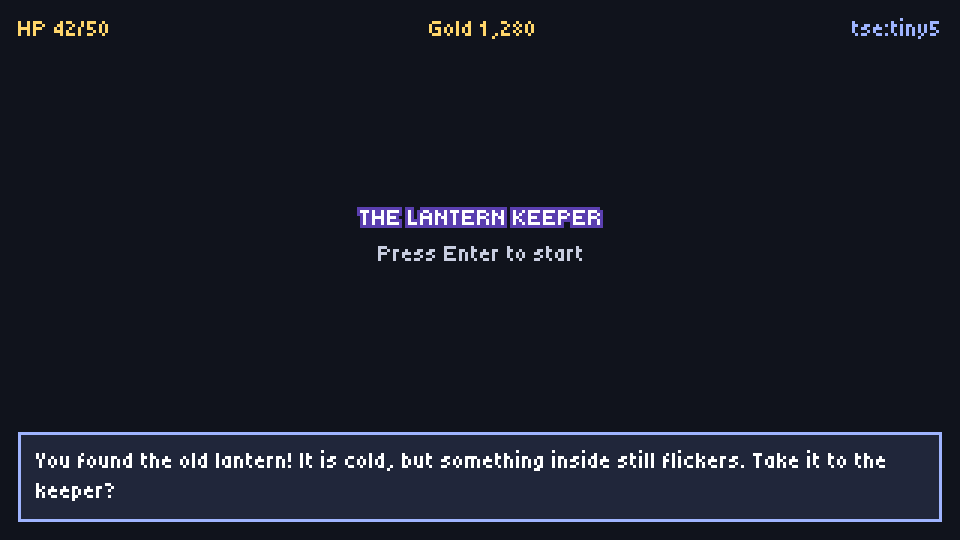 HP 42/50
Gold 1,280
tse:tiny5
THE LANTERN KEEPER
Press Enter to start
You found the old lantern! It is cold, but something inside still flickers. Take it to the
keeper?